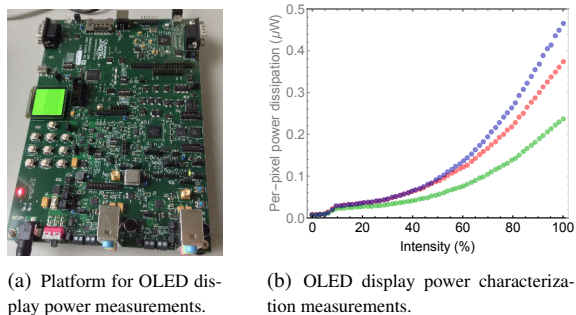 0.5
0.4
0.3
0.2
0.1
0.0
Per-pixel power dissipation (μW)
0 20 40 60 80 100
Intensity (%)
(a) Platform for OLED dis-
play power measurements.
(b) OLED display power characteriza-
tion measurements.